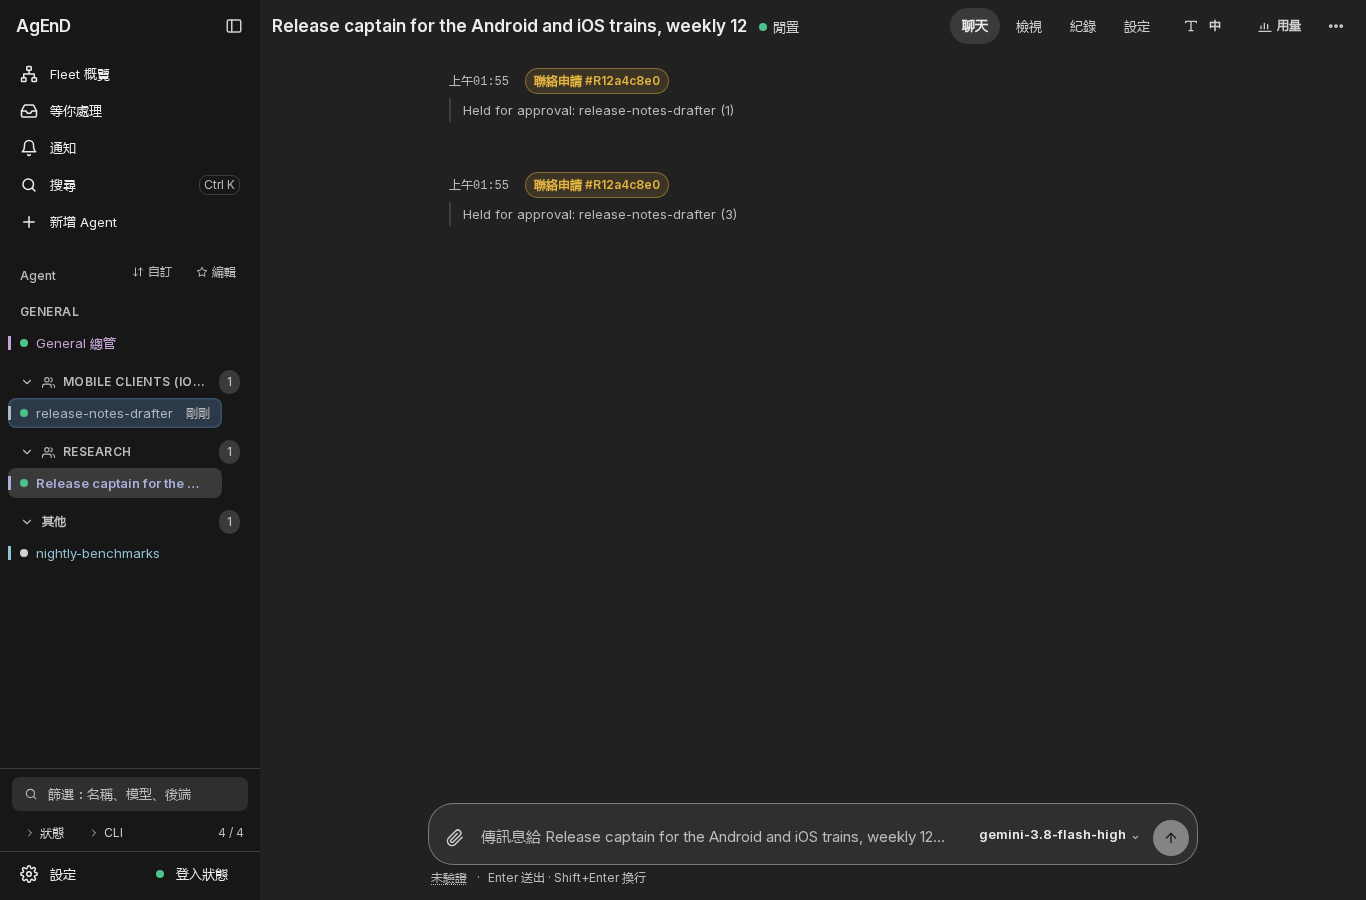 AgEnD
Fleet 概覽
等你處理
通知
搜尋 Ctrl K
新增 Agent
Agent 自訂 編輯
GENERAL
General 總管
MOBILE CLIENTS (IO... 1
release-notes-drafter 剛剛
RESEARCH 1
Release captain for the ... 
其他 1
nightly-benchmarks
篩選：名稱、模型、後端
狀態 CLI 4 / 4
設定 登入狀態
Release captain for the Android and iOS trains, weekly 12 閒置
聊天 檢視 紀錄 設定 中 用量
上午01:55 聯絡申請 #R12a4c8e0
Held for approval: release-notes-drafter (1)
上午01:55 聯絡申請 #R12a4c8e0
Held for approval: release-notes-drafter (3)
傳訊息給 Release captain for the Android and iOS trains, weekly 12... gemini-3.8-flash-high
未驗證 · Enter 送出 · Shift+Enter 換行